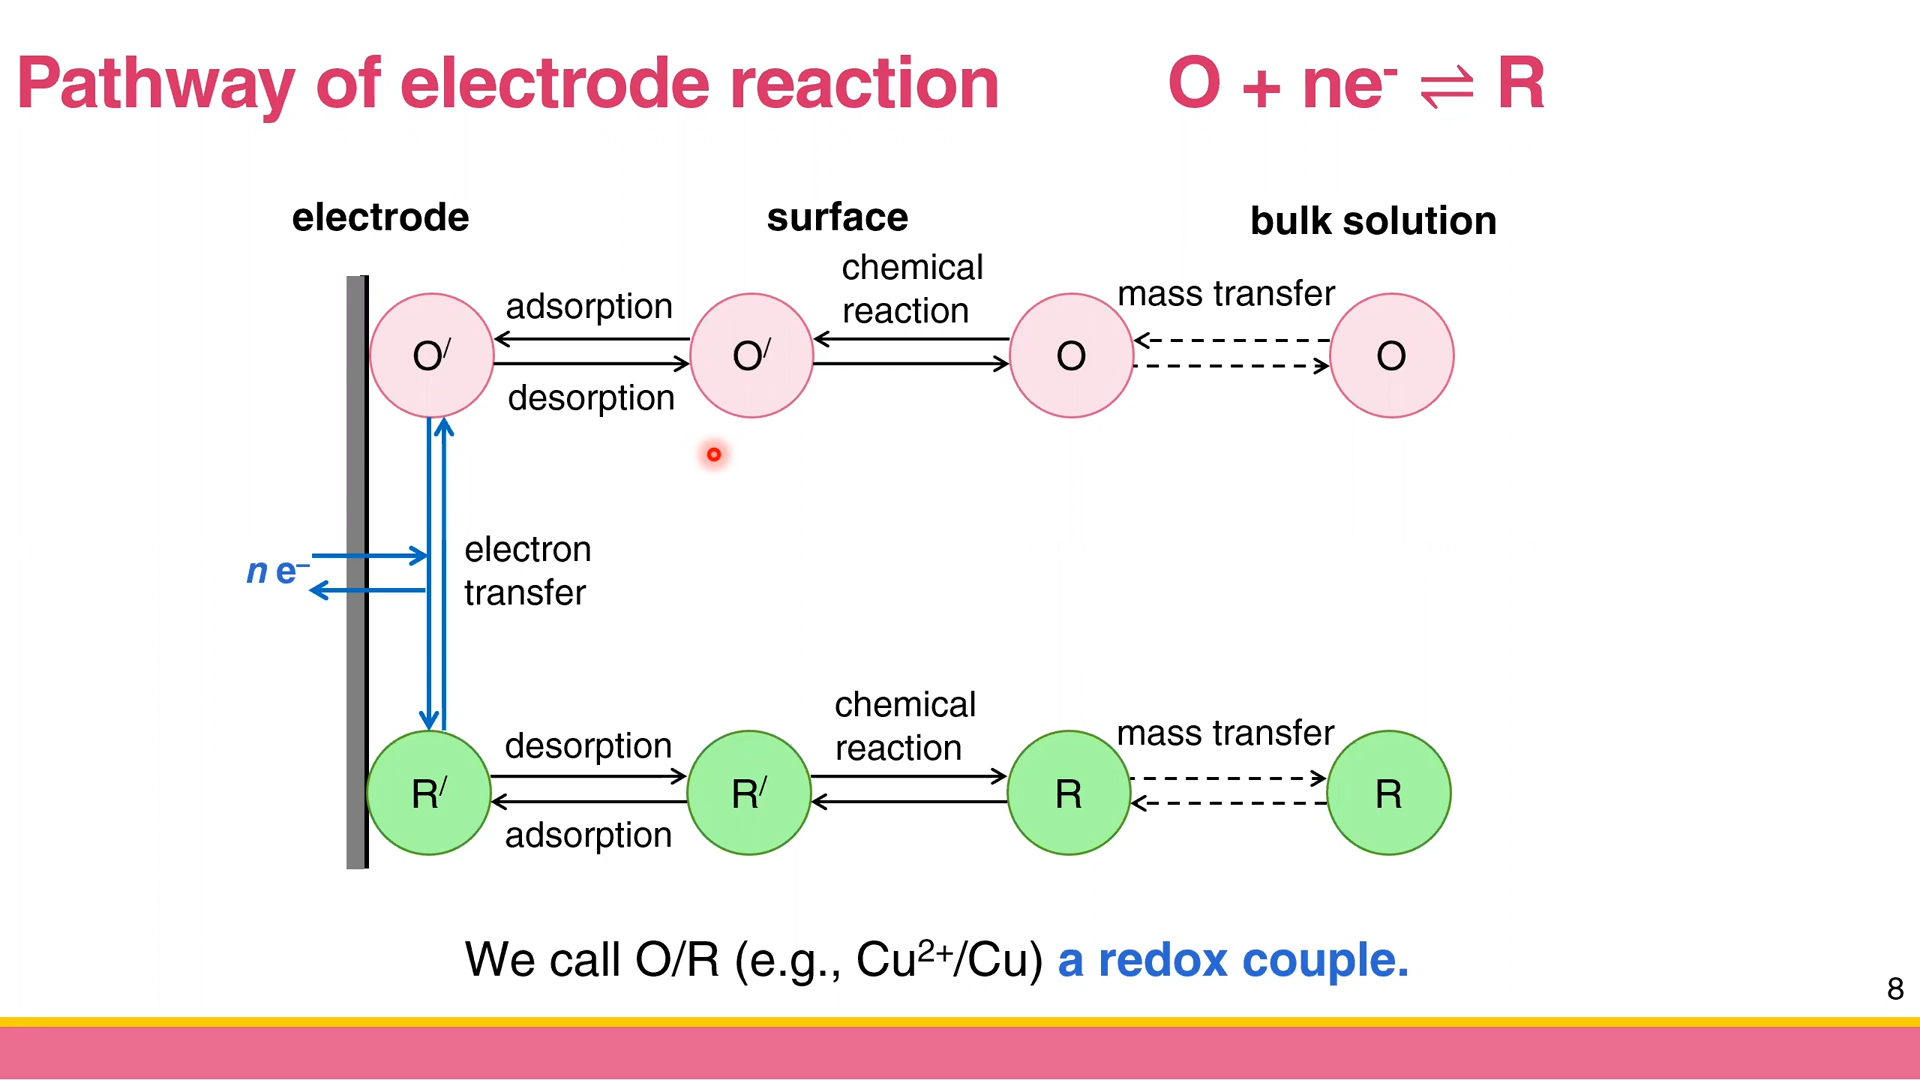 Pathway of electrode reaction
O + ne⁻ ⇌ R
electrode
surface
bulk solution
chemical
reaction
mass transfer
adsorption
O/
O/
O
O
desorption
electron
transfer
n e⁻
chemical
reaction
mass transfer
desorption
R/
R/
R
R
adsorption
We call O/R (e.g., Cu²⁺/Cu) a redox couple.
8